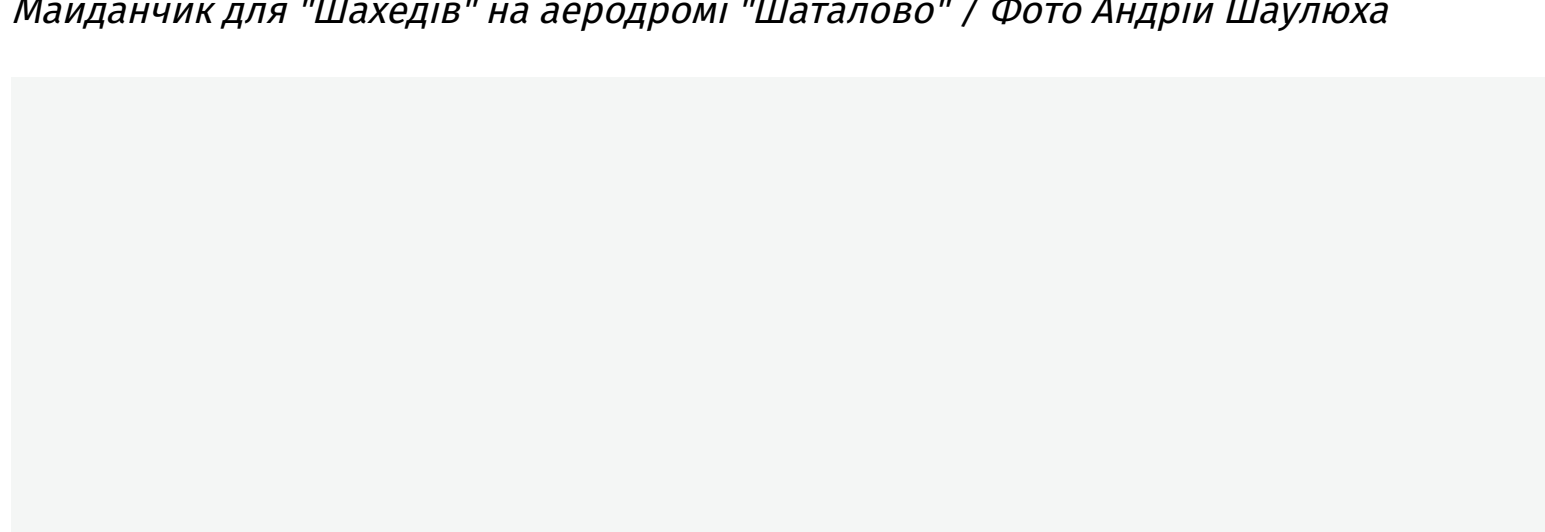 Майданчик для "Шахедів" на аеродромі "Шаталово" / Фото Андрій Шаулюха